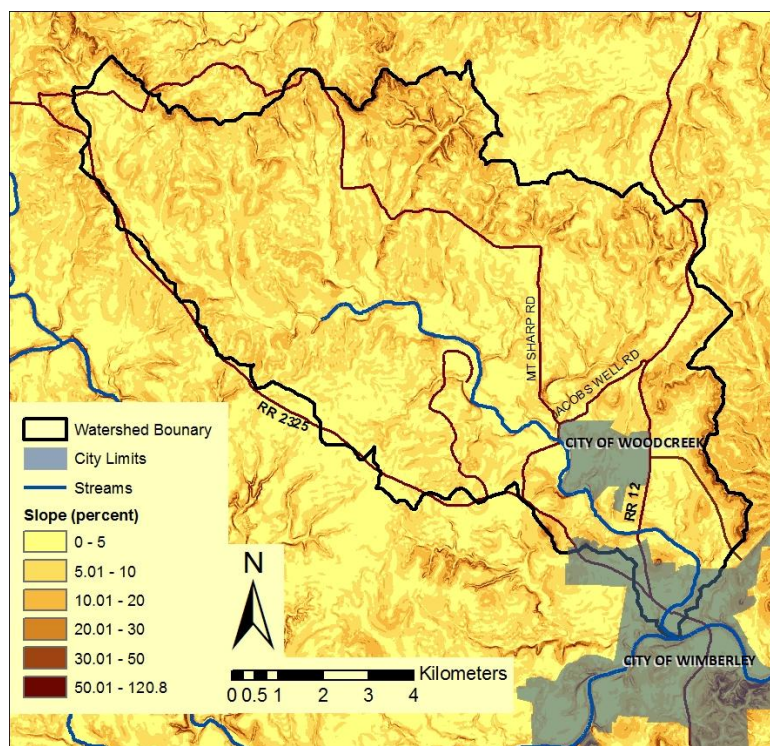 MT SHARP RD
JACOBS WELL RD
RR 2325
CITY OF WOODCREEK
RR 12
CITY OF WIMBERLEY
Watershed Bounary
City Limits
Streams
Slope (percent)
0 - 5
5.01 - 10
10.01 - 20
20.01 - 30
30.01 - 50
50.01 - 120.8
N
Kilometers
0 0.5 1 2 3 4